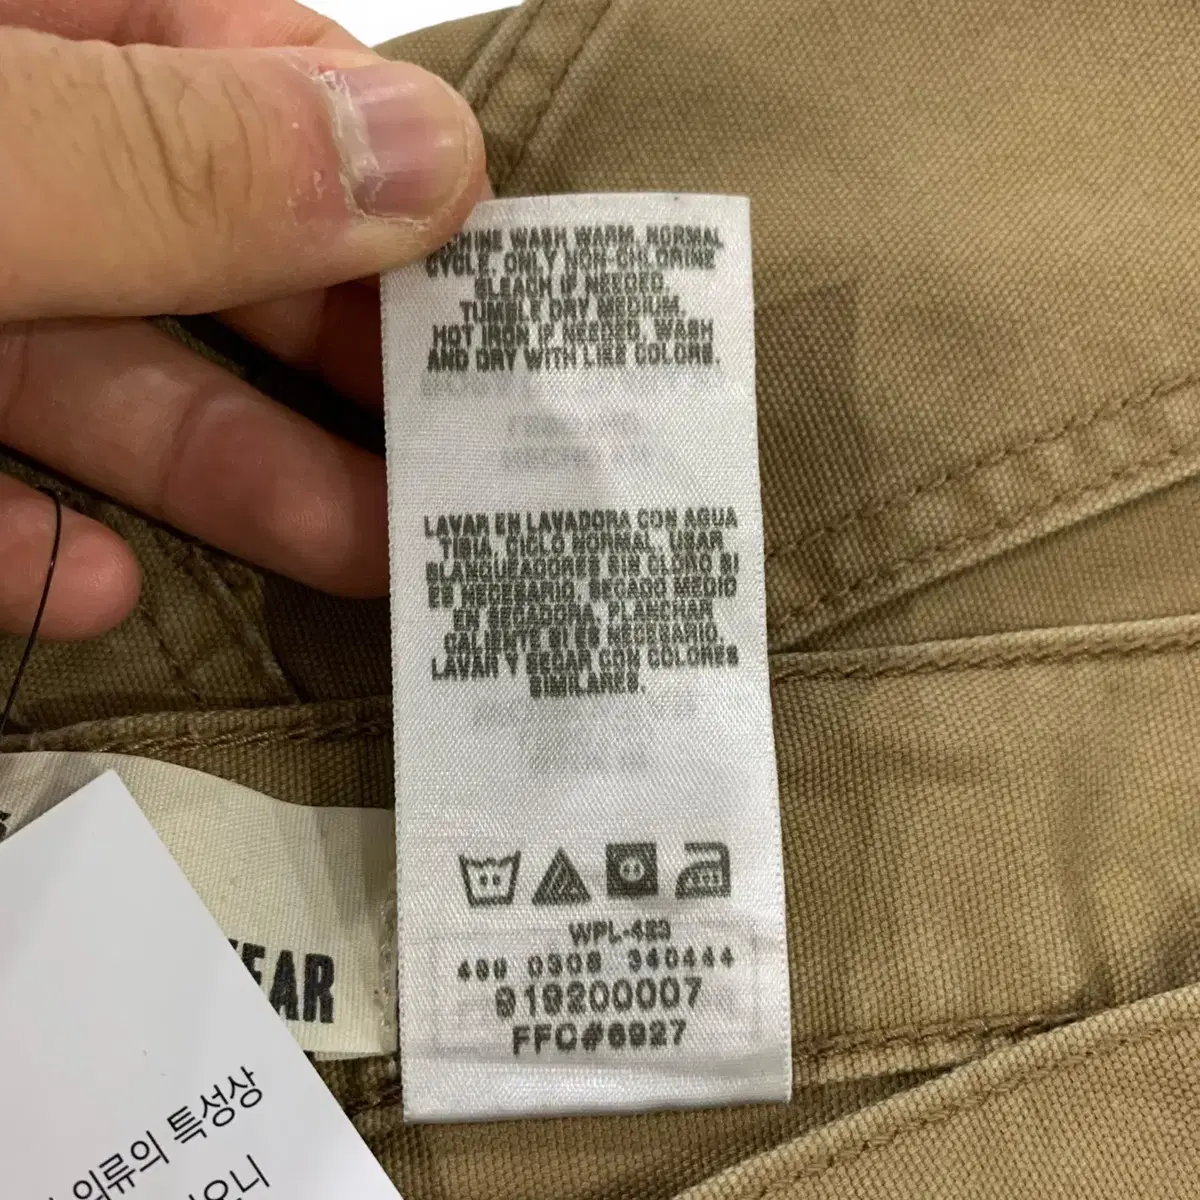 MACHINE WASH WARM, NORMAL
CYCLE, ONLY NON-CHLORINE
BLEACH IF NEEDED,
TUMBLE DRY MEDIUM,
HOT IRON IF NEEDED, WASH
AND DRY WITH LIKE COLORS.
LAVAR EN LAVADORA CON AGUA
TIBIA, CICLO NORMAL, USAR
BLANQUEADORES SIN CLORO SI
ES NECESARIO, SECADO MEDIO
EN SECADORA, PLANCHAR
CALIENTE SI ES NECESARIO,
LAVAR Y SECAR CON COLORES
SIMILARES.
WPL-423
0308 340444
919200007
FFC#6927
EAR
의류의 특성상
오니